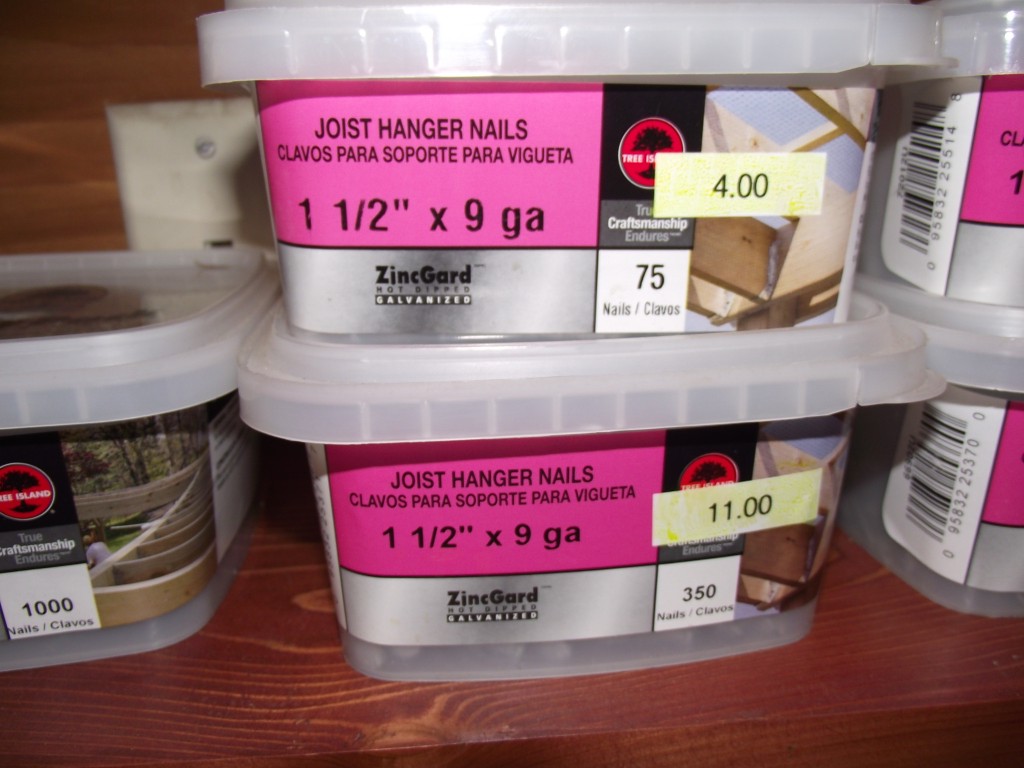 JOIST HANGER NAILS
CLAVOS PARA SOPORTE PARA VIGUETA
1 1/2" x 9 ga
ZincGard
HOT DIPPED
GALVANIZED
TREE
4.00
Craftsmanship
Endures
75
Nails / Clavos
0 95832 25514 8
JOIST HANGER NAILS
CLAVOS PARA SOPORTE PARA VIGUETA
1 1/2" x 9 ga
ZincGard
HOT DIPPED
GALVANIZED
11.00
Endures
350
Nails / Clavos
0 95832 25370 0
TREE ISLAND
True
Craftsmanship
Endures
1000
Nails / Clavos